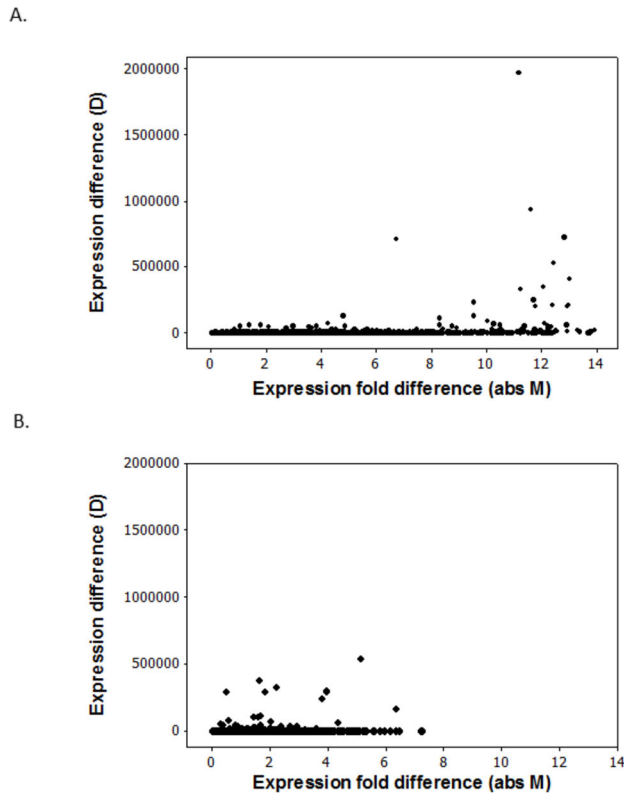 A.
2000000
1500000
1000000
500000
0
Expression difference (D)
0 2 4 6 8 10 12 14
Expression fold difference (abs M)
B.
2000000
1500000
1000000
500000
0
Expression difference (D)
0 2 4 6 8 10 12 14
Expression fold difference (abs M)